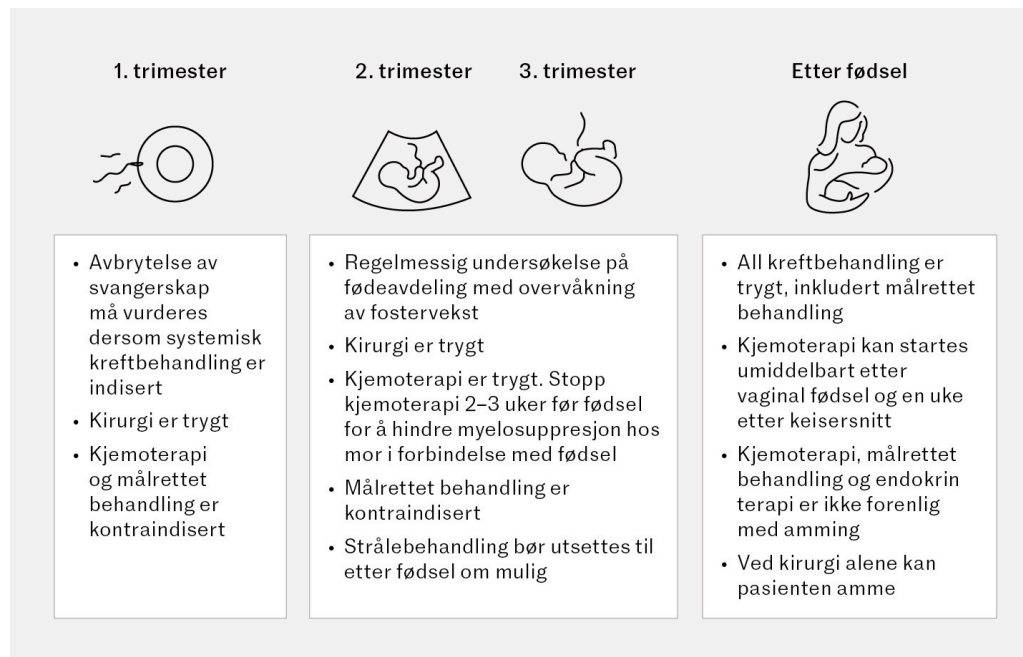 1. trimester
2. trimester
3. trimester
Etter fødsel
• Avbrytelse av
svangerskap
må vurderes
dersom systemisk
kreftbehandling er
indisert
• Kirurgi er trygt
• Kjemoterapi
og målrettet
behandling er
kontraindisert
• Regelmessig undersøkelse på
fødeavdeling med overvåkning
av fostervekst
• Kirurgi er trygt
• Kjemoterapi er trygt. Stopp
kjemoterapi 2–3 uker før fødsel
for å hindre myelosuppresjon hos
mor i forbindelse med fødsel
• Målrettet behandling er
kontraindisert
• Strålebehandling bør utsettes til
etter fødsel om mulig
• All kreftbehandling er
trygt, inkludert målrettet
behandling
• Kjemoterapi kan startes
umiddelbart etter
vaginal fødsel og en uke
etter keisersnitt
• Kjemoterapi, målrettet
behandling og endokrin
terapi er ikke forenlig
med amming
• Ved kirurgi alene kan
pasienten amme